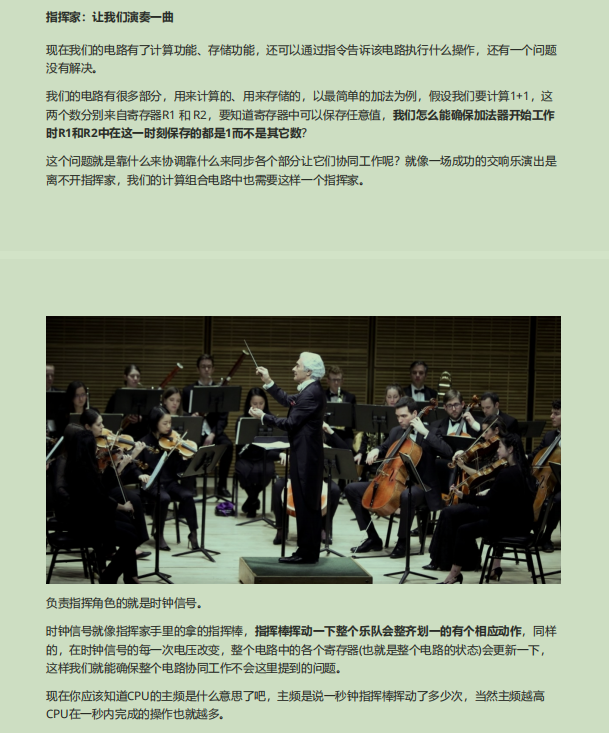 指挥家：让我们演奏一曲
现在我们的电路有了计算功能、存储功能，还可以通过指令告诉该电路执行什么操作，还有一个问题
没有解决。
我们的电路有很多部分，用来计算的、用来存储的，以最简单的加法为例，假设我们要计算1+1，这
两个数分别来自寄存器R1 和 R2，要知道寄存器中可以保存任意值，我们怎么能确保加法器开始工作
时R1和R2中在这一时刻保存的都是1而不是其它数？
这个问题就是靠什么来协调靠什么来同步各个部分让它们协同工作呢？就像一场成功的交响乐演出是
离不开指挥家，我们的计算组合电路中也需要这样一个指挥家。
负责指挥角色的就是时钟信号。
时钟信号就像指挥家手里的拿的指挥棒，指挥棒挥动一下整个乐队会整齐划一的有个相应动作，同样
的，在时钟信号的每一次电压改变，整个电路中的各个寄存器(也就是整个电路的状态)会更新一下，
这样我们就能确保整个电路协同工作不会这里提到的问题。
现在你应该知道CPU的主频是什么意思了吧，主频是说一秒钟指挥棒挥动了多少次，当然主频越高
CPU在一秒内完成的操作也就越多。